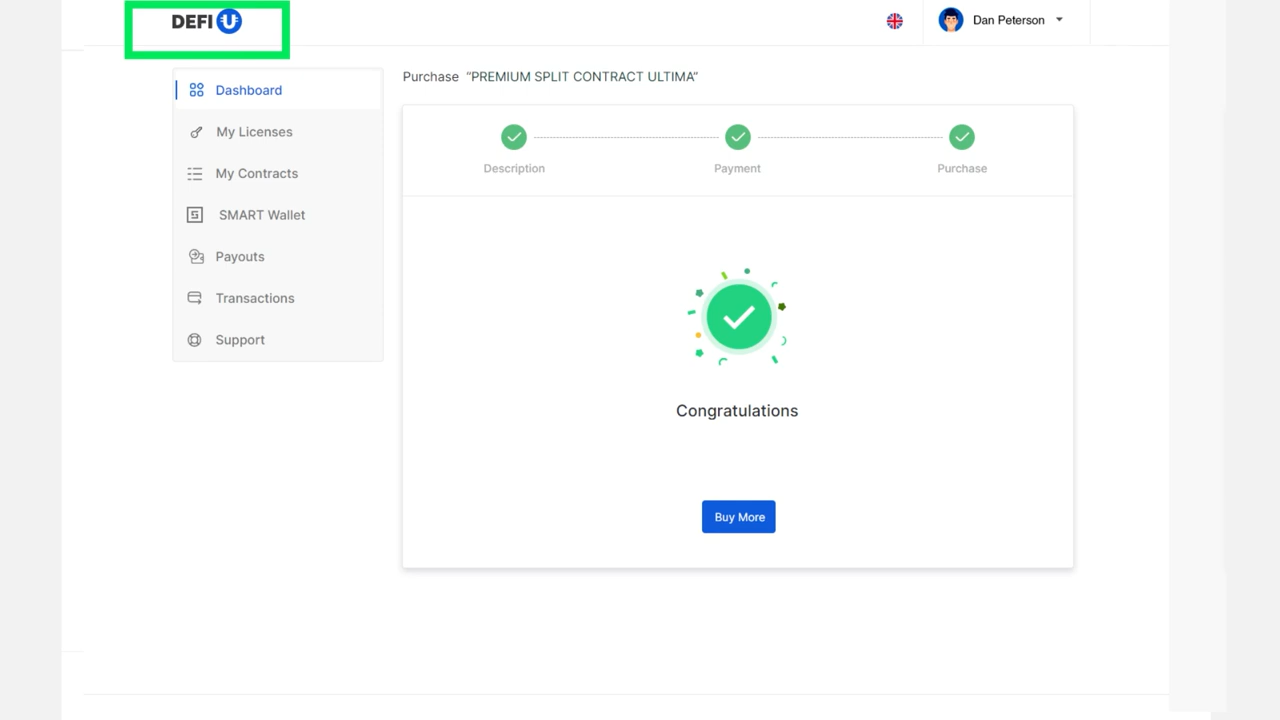 DEFI U
Dan Peterson
Dashboard
My Licenses
My Contracts
SMART Wallet
Payouts
Transactions
Support
Purchase “PREMIUM SPLIT CONTRACT ULTIMA”
Description Payment Purchase
Congratulations
Buy More